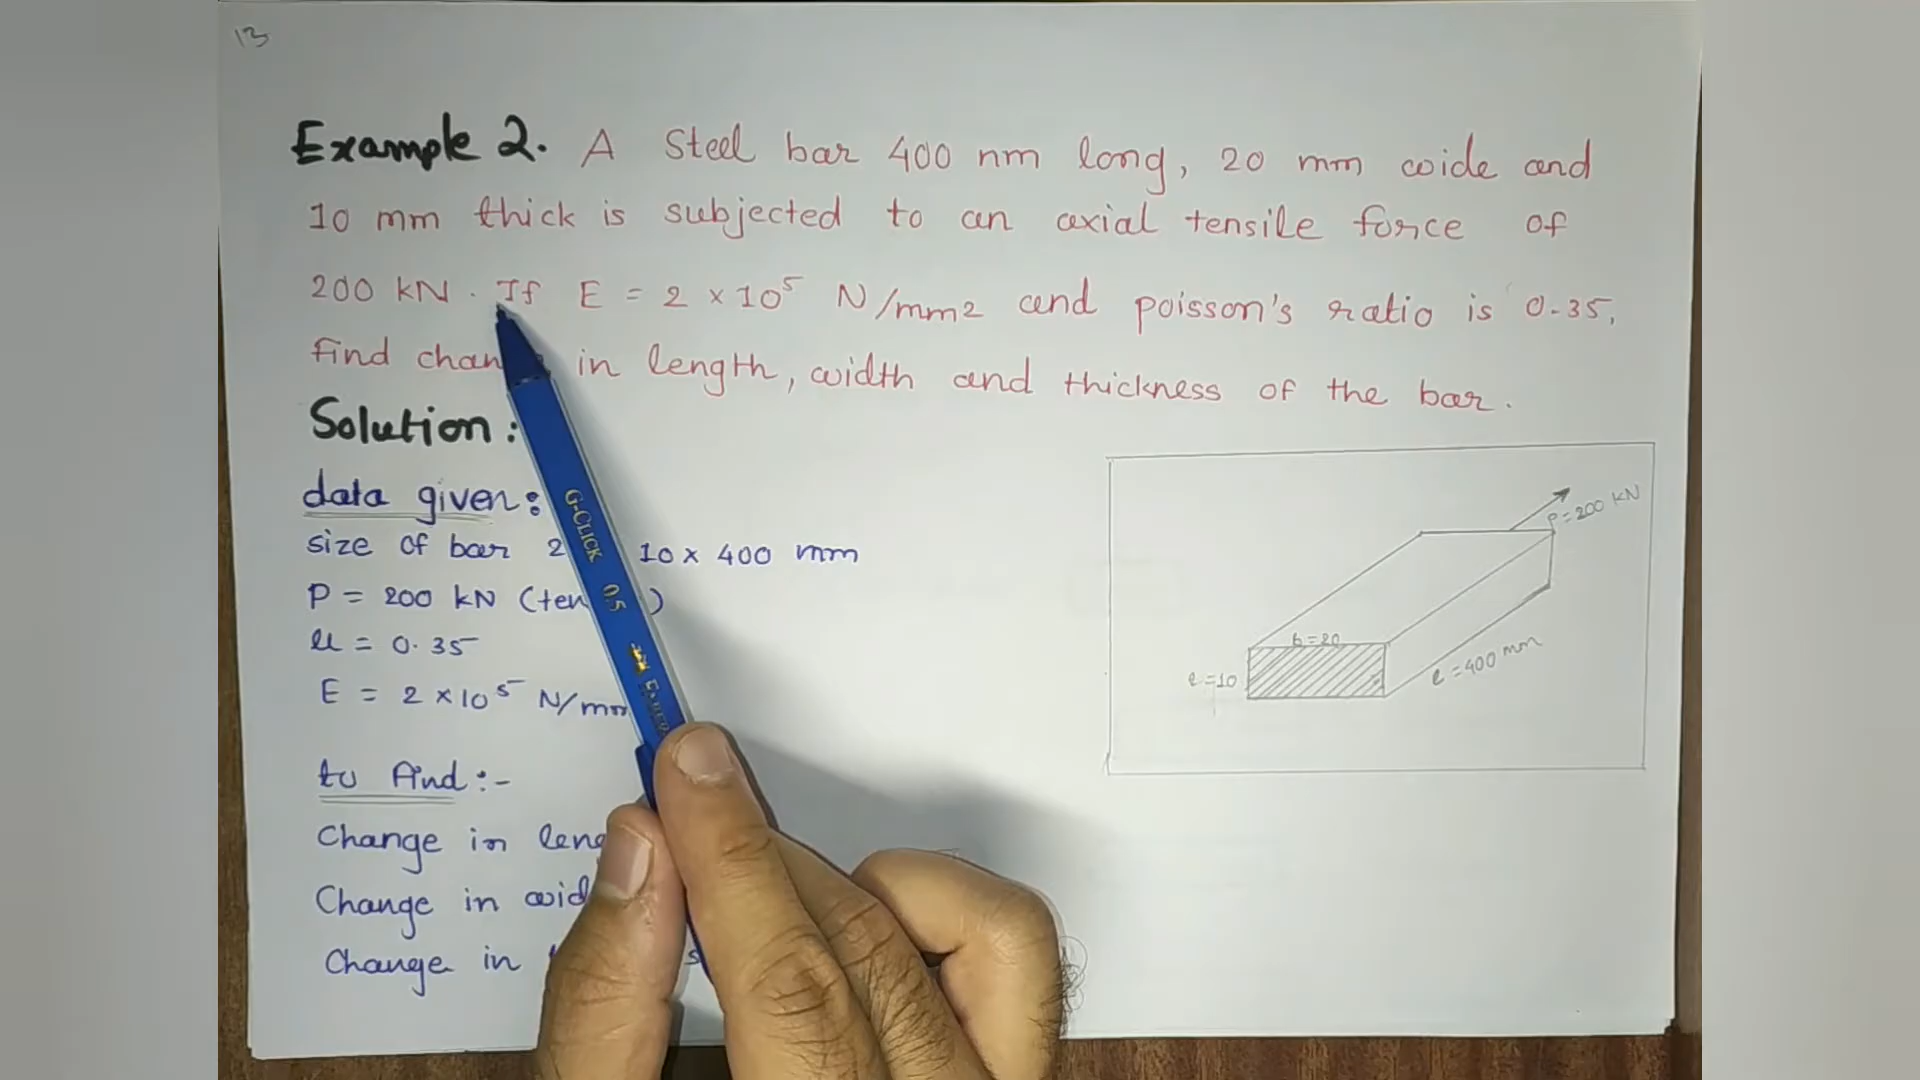 13
Example 2. A Steel bar 400 mm long, 20 mm wide and
10 mm thick is subjected to an axial tensile force of
200 kN. If E = 2 × 10⁵ N/mm2 and poisson's ratio is 0.35,
find in length, width and thickness of the bar.
Solution:
data given:
size of bar 2 10 × 400 mm
P = 200 kN (ten )
μ = 0.35
E = 2 × 10⁵ N/mm
to find:-
Change in leng
Change in wid
Change in
P = 200 kN
b = 20
t = 10
l = 400 mm
G-CLICK 0.5